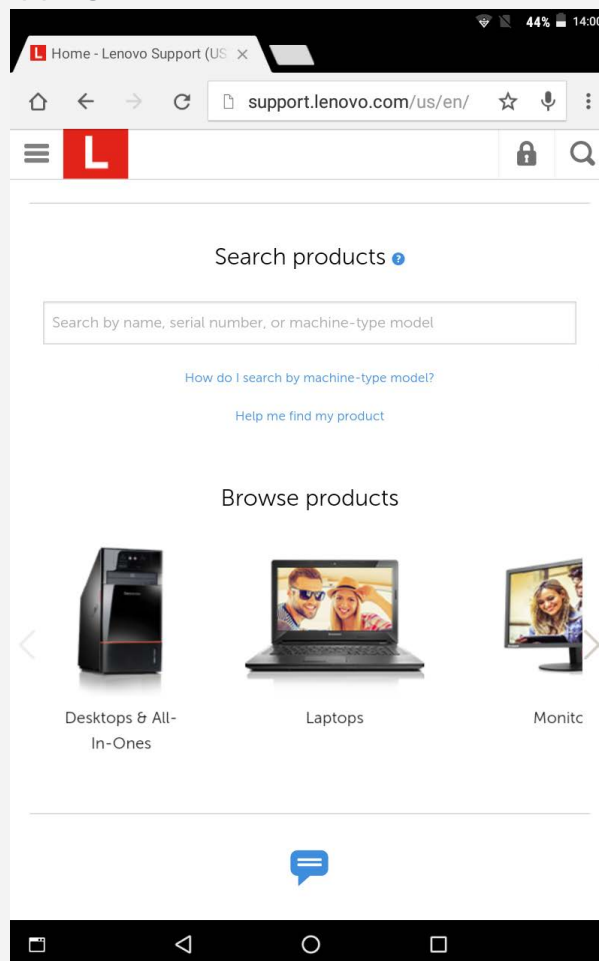 44% 14:00
L Home - Lenovo Support (US
support.lenovo.com/us/en/
L
Search products ?
Search by name, serial number, or machine-type model
How do I search by machine-type model?
Help me find my product
Browse products
Desktops & All-
In-Ones
Laptops
Monitc